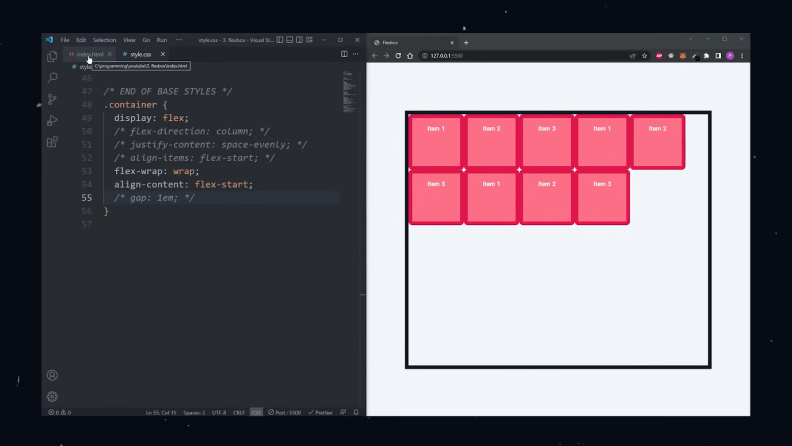 File Edit Selection View Go Run ··· style.css - 3. flexbox - Visual St...
index.html style.css
C:\programming\youtube\3. flexbox\index.html
style
46
47 /* END OF BASE STYLES */
48 .container {
49 display: flex;
50 /* flex-direction: column; */
51 /* justify-content: space-evenly; */
52 /* align-items: flex-start; */
53 flex-wrap: wrap;
54 align-content: flex-start;
55 /* gap: 1em; */
56 }
57
0 0 Ln 55, Col 15 Spaces: 2 UTF-8 CRLF CSS Port : 5500 Prettier
Flexbox
127.0.0.1:5500
Item 1 Item 2 Item 3 Item 1 Item 2
Item 3 Item 1 Item 2 Item 3